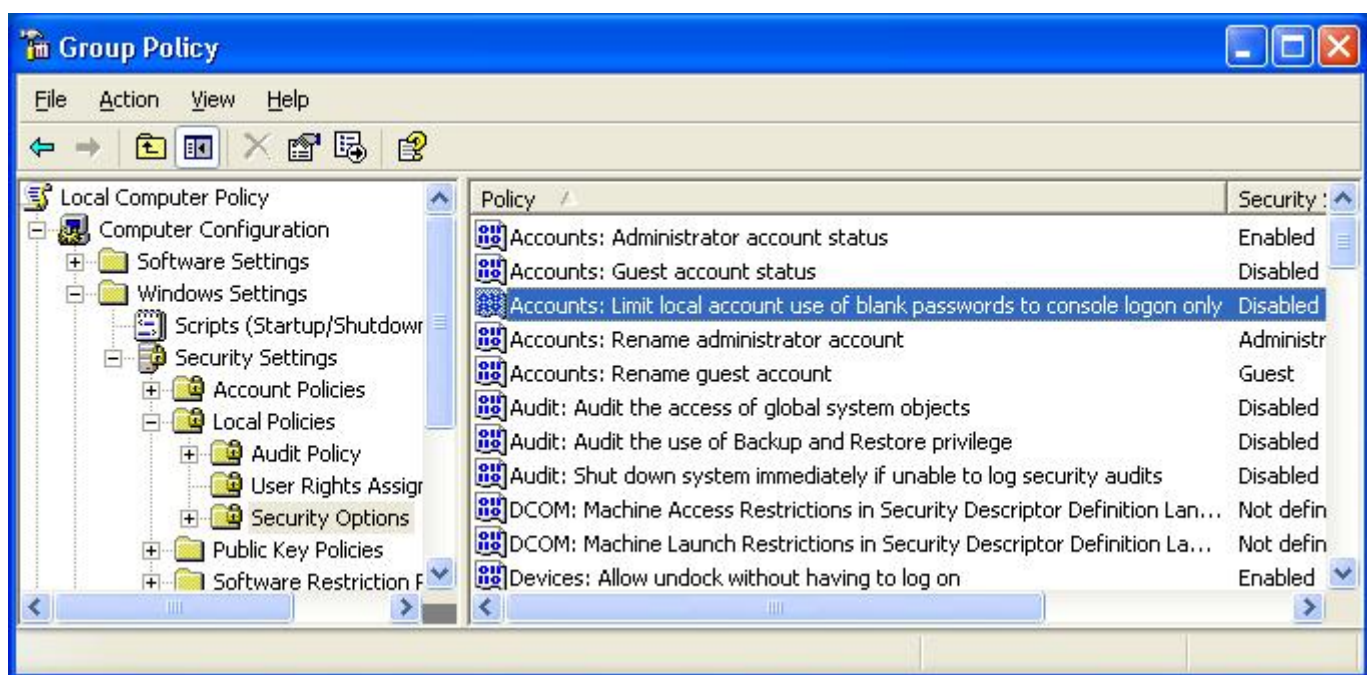 Group Policy
File Action View Help
Local Computer Policy
Computer Configuration
Software Settings
Windows Settings
Scripts (Startup/Shutdowr
Security Settings
Account Policies
Local Policies
Audit Policy
User Rights Assigr
Security Options
Public Key Policies
Software Restriction F
Policy Security :
Accounts: Administrator account status Enabled
Accounts: Guest account status Disabled
Accounts: Limit local account use of blank passwords to console logon only Disabled
Accounts: Rename administrator account Administr
Accounts: Rename guest account Guest
Audit: Audit the access of global system objects Disabled
Audit: Audit the use of Backup and Restore privilege Disabled
Audit: Shut down system immediately if unable to log security audits Disabled
DCOM: Machine Access Restrictions in Security Descriptor Definition Lan... Not defin
DCOM: Machine Launch Restrictions in Security Descriptor Definition La... Not defin
Devices: Allow undock without having to log on Enabled